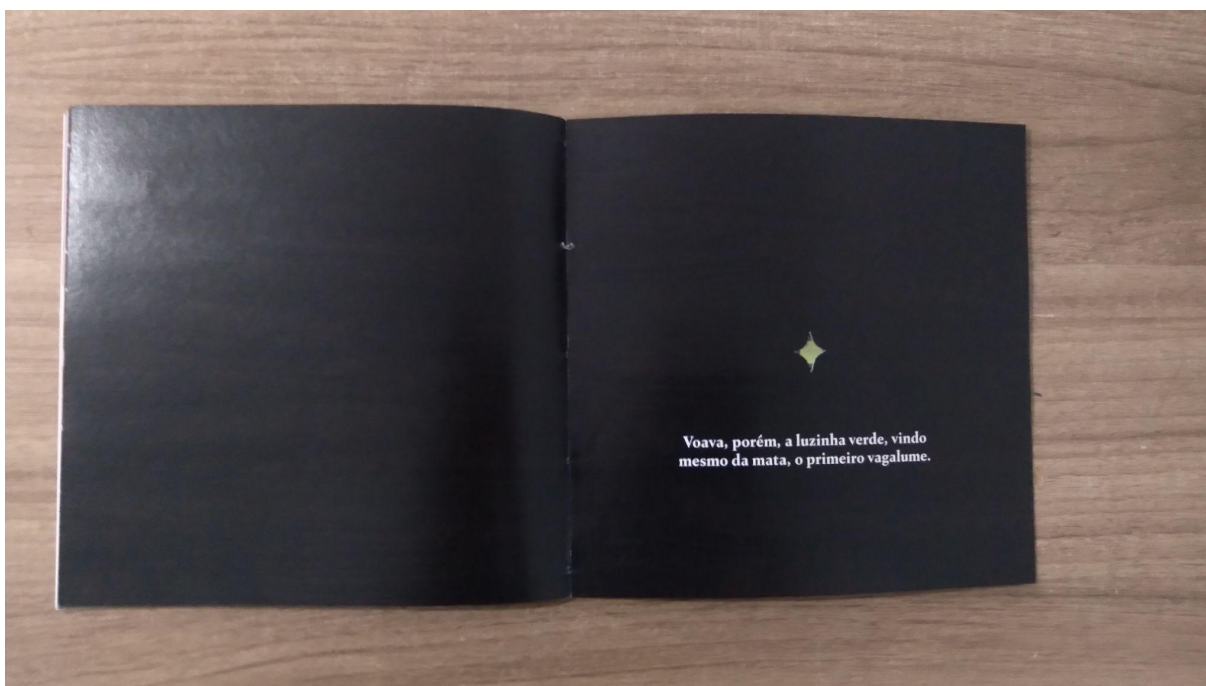 Voava, porém, a luzinha verde, vindo
mesmo da mata, o primeiro vagalume.